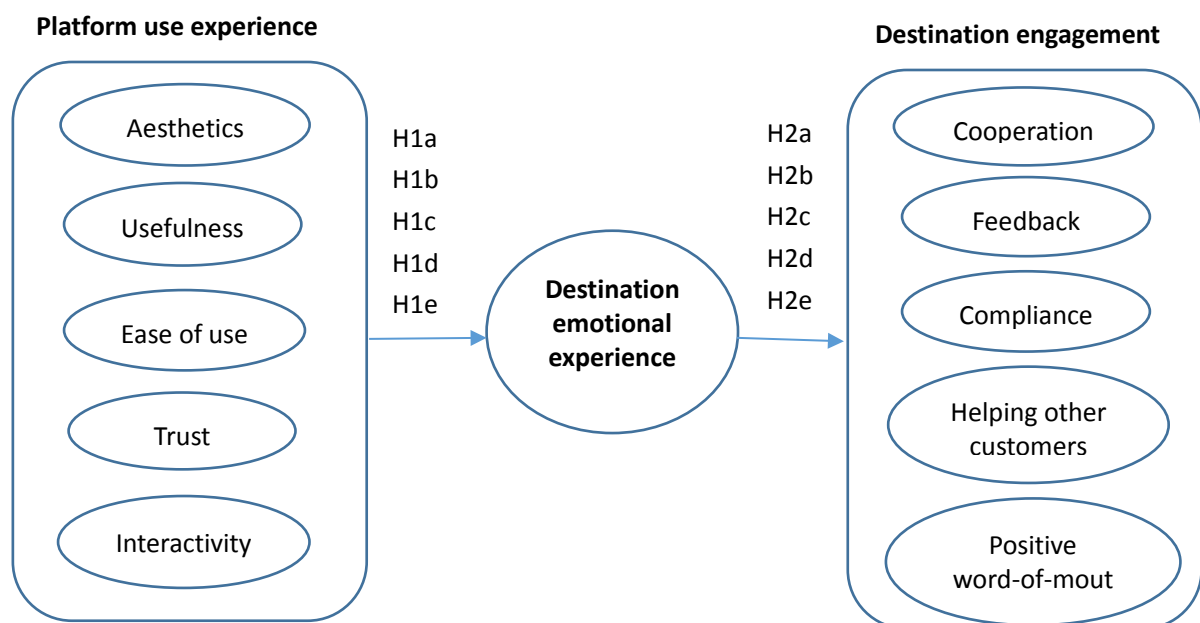 Platform use experience
Aesthetics
Usefulness
Ease of use
Trust
Interactivity
H1a
H1b
H1c
H1d
H1e
Destination
emotional
experience
H2a
H2b
H2c
H2d
H2e
Destination engagement
Cooperation
Feedback
Compliance
Helping other
customers
Positive
word-of-mout